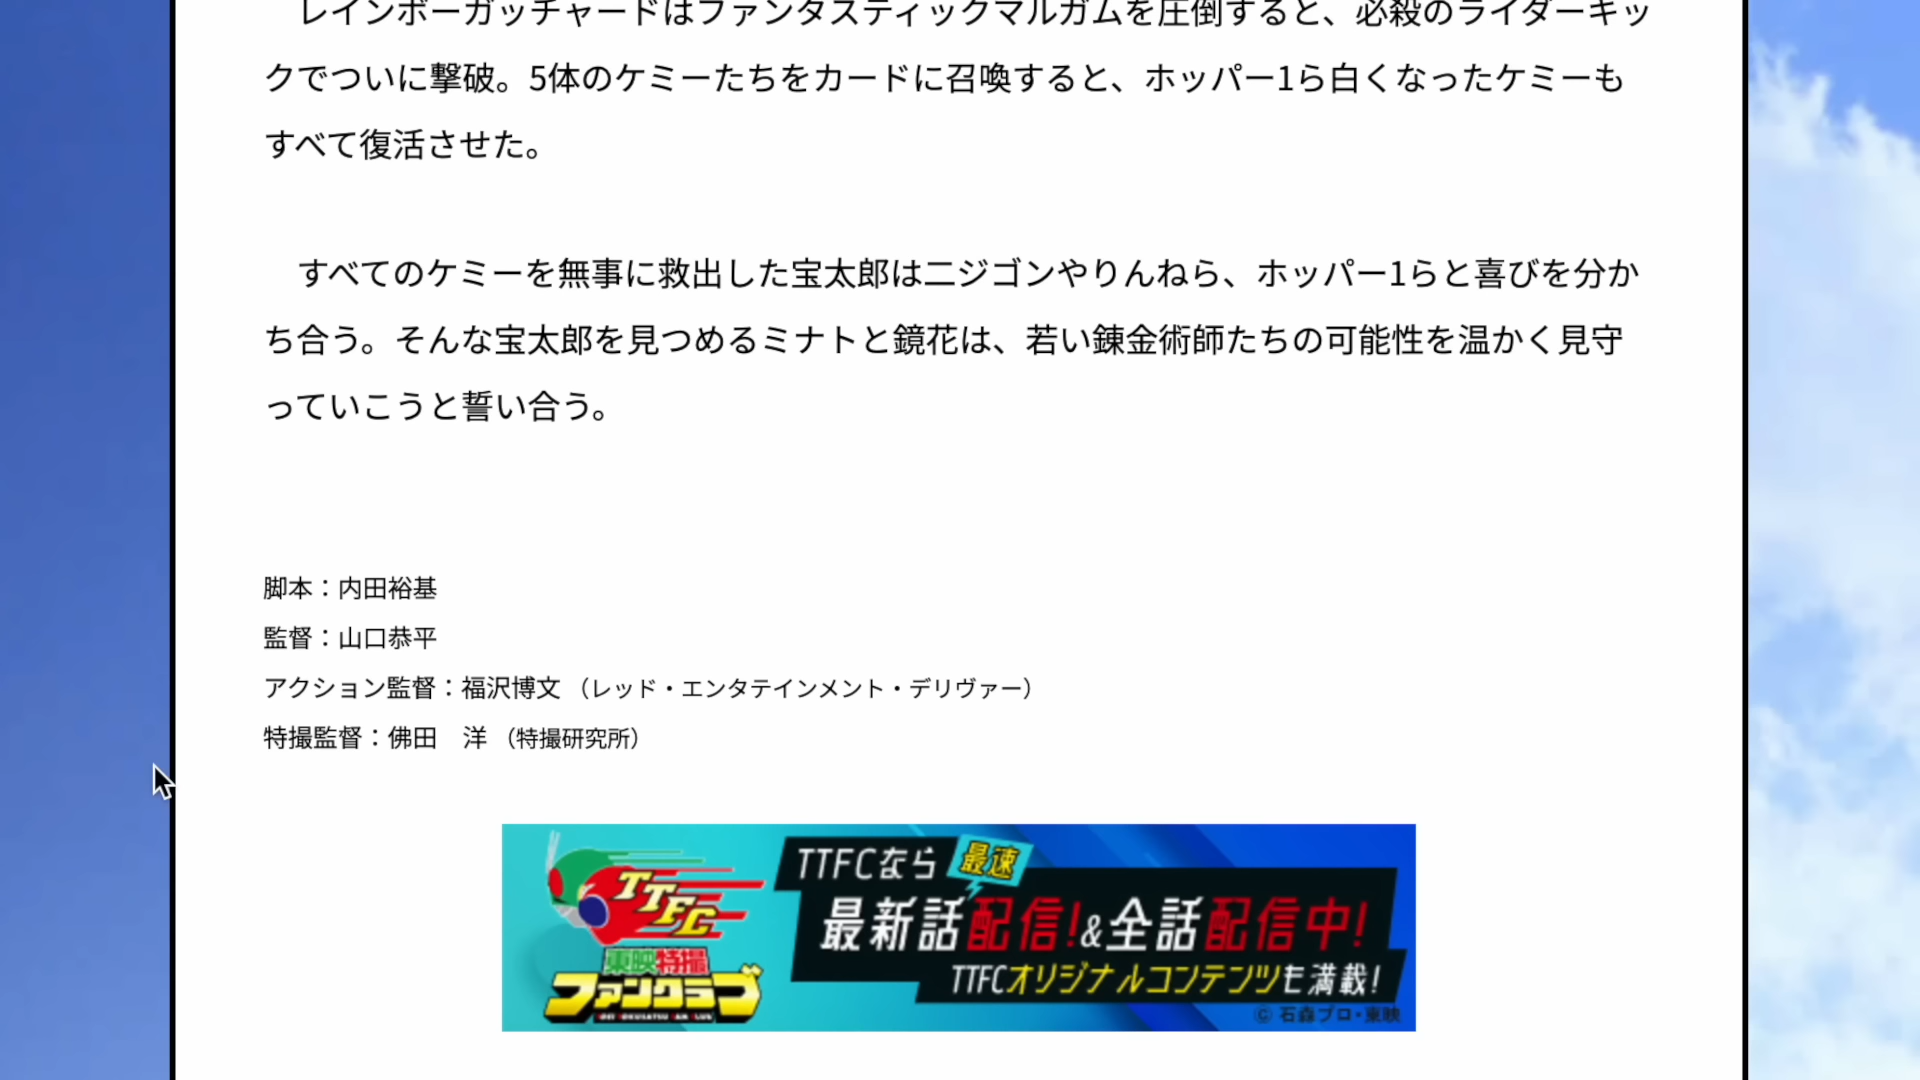 レインボーガッチャードはファンタスティックマルガムを圧倒すると、必殺のライダーキッ
クでついに撃破。5体のケミーたちをカードに召喚すると、ホッパー1ら白くなったケミーも
すべて復活させた。
すべてのケミーを無事に救出した宝太郎は二ジゴンやりんねら、ホッパー1らと喜びを分か
ち合う。そんな宝太郎を見つめるミナトと鏡花は、若い錬金術師たちの可能性を温かく見守
っていこうと誓い合う。
脚本：内田裕基
監督：山口恭平
アクション監督：福沢博文 （レッド・エンタテインメント・デリヴァー）
特撮監督：佛田　洋 （特撮研究所）
TTFC
東映特撮
ファンクラブ
TOEI TOKUSATSU FAN CLUB
TTFCなら 最速
最新話配信!&全話配信中!
TTFCオリジナルコンテンツも満載!
© 石森プロ・東映